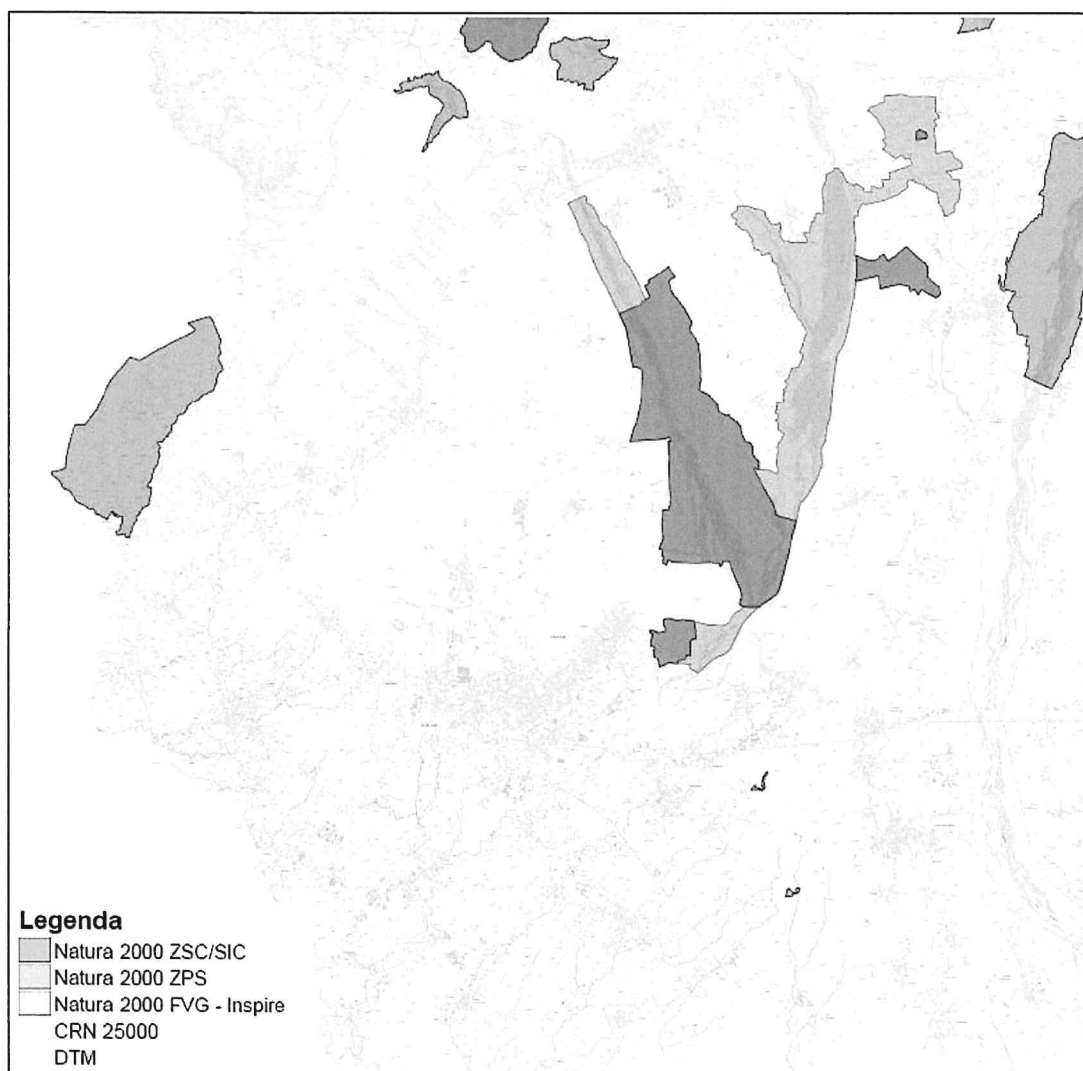 Legenda
Natura 2000 ZSC/SIC
Natura 2000 ZPS
Natura 2000 FVG - Inspire
CRN 25000
DTM